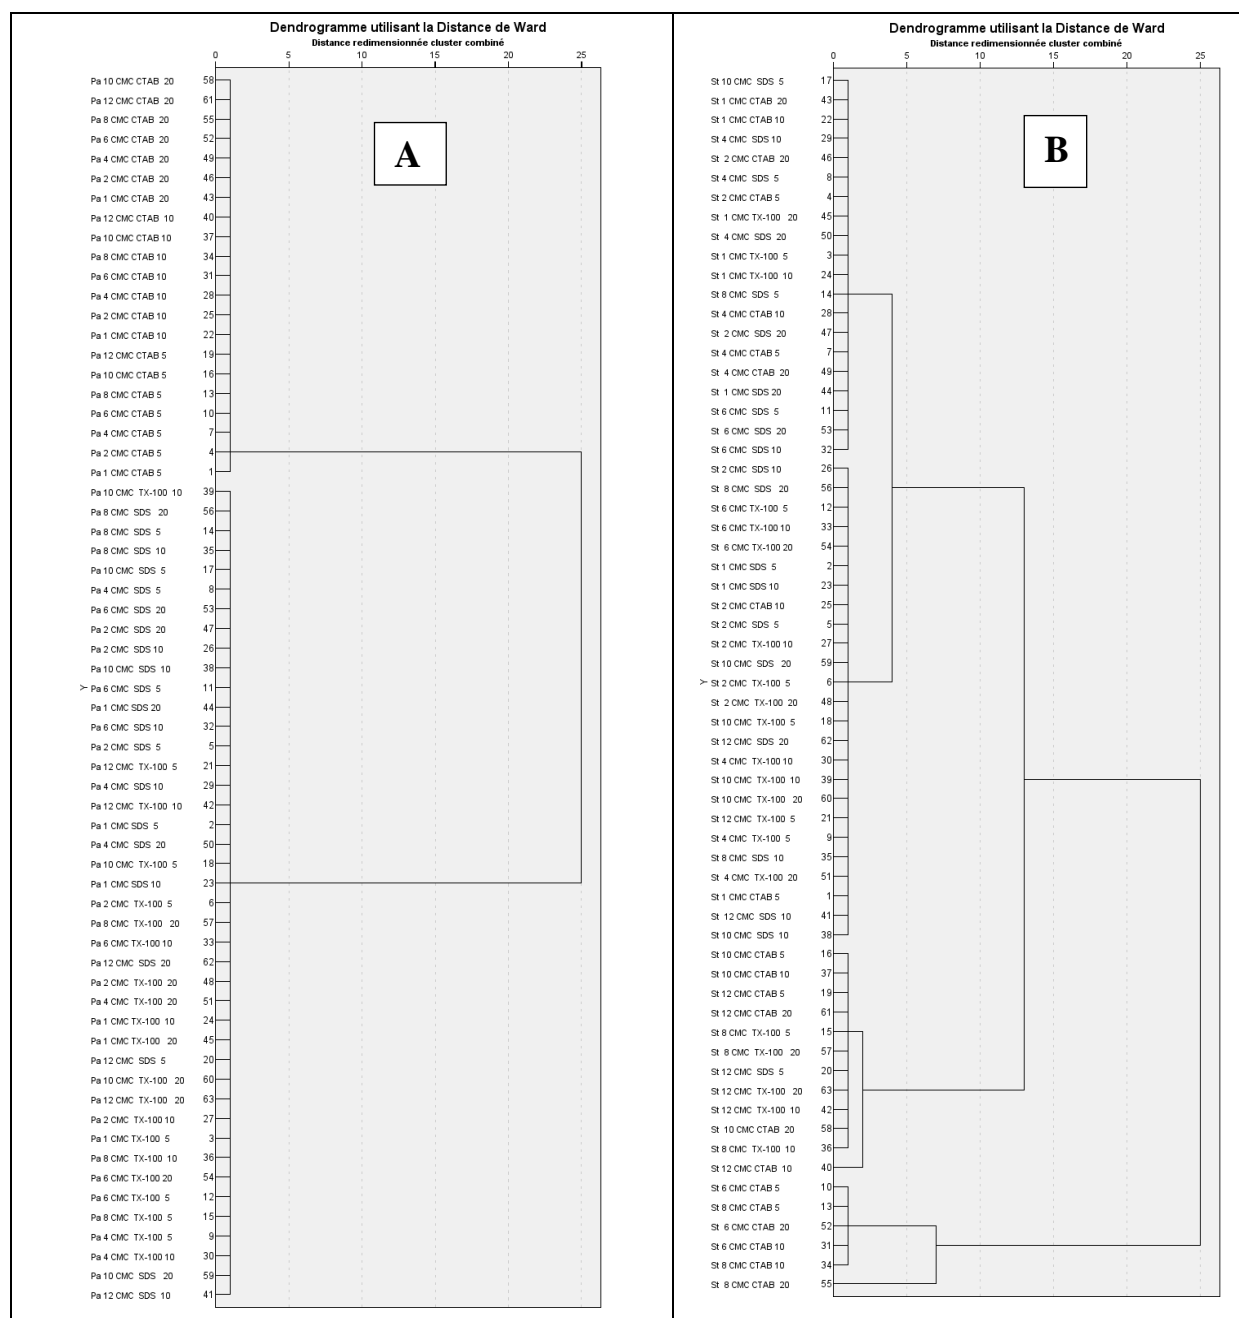 Dendrogramme utilisant la Distance de Ward
Distance redimensionnée cluster combiné
0 5 10 15 20 25
A
Pa 10 CMC CTAB 20 58
Pa 12 CMC CTAB 20 61
Pa 8 CMC CTAB 20 55
Pa 6 CMC CTAB 20 52
Pa 4 CMC CTAB 20 49
Pa 2 CMC CTAB 20 46
Pa 1 CMC CTAB 20 43
Pa 12 CMC CTAB 10 40
Pa 10 CMC CTAB 10 37
Pa 8 CMC CTAB 10 34
Pa 6 CMC CTAB 10 31
Pa 4 CMC CTAB 10 28
Pa 2 CMC CTAB 10 25
Pa 1 CMC CTAB 10 22
Pa 12 CMC CTAB 5 19
Pa 10 CMC CTAB 5 16
Pa 8 CMC CTAB 5 13
Pa 6 CMC CTAB 5 10
Pa 4 CMC CTAB 5 7
Pa 2 CMC CTAB 5 4
Pa 1 CMC CTAB 5 1
Pa 10 CMC TX-100 10 39
Pa 8 CMC SDS 20 56
Pa 8 CMC SDS 5 14
Pa 8 CMC SDS 10 35
Pa 10 CMC SDS 5 17
Pa 4 CMC SDS 5 8
Pa 6 CMC SDS 20 53
Pa 2 CMC SDS 20 47
Pa 2 CMC SDS 10 26
Pa 10 CMC SDS 10 38
Y Pa 6 CMC SDS 5 11
Pa 1 CMC SDS 20 44
Pa 6 CMC SDS 10 32
Pa 2 CMC SDS 5 5
Pa 12 CMC TX-100 5 21
Pa 4 CMC SDS 10 29
Pa 12 CMC TX-100 10 42
Pa 1 CMC SDS 5 2
Pa 4 CMC SDS 20 50
Pa 10 CMC TX-100 5 18
Pa 1 CMC SDS 10 23
Pa 2 CMC TX-100 5 6
Pa 8 CMC TX-100 20 57
Pa 6 CMC TX-100 10 33
Pa 12 CMC SDS 20 62
Pa 2 CMC TX-100 20 48
Pa 4 CMC TX-100 20 51
Pa 1 CMC TX-100 10 24
Pa 1 CMC TX-100 20 45
Pa 12 CMC SDS 5 20
Pa 10 CMC TX-100 20 60
Pa 12 CMC TX-100 20 63
Pa 2 CMC TX-100 10 27
Pa 1 CMC TX-100 5 3
Pa 8 CMC TX-100 10 36
Pa 6 CMC TX-100 20 54
Pa 6 CMC TX-100 5 12
Pa 8 CMC TX-100 5 15
Pa 4 CMC TX-100 5 9
Pa 4 CMC TX-100 10 30
Pa 10 CMC SDS 20 59
Pa 12 CMC SDS 10 41
Dendrogramme utilisant la Distance de Ward
Distance redimensionnée cluster combiné
0 5 10 15 20 25
B
St 10 CMC SDS 5 17
St 1 CMC CTAB 20 43
St 1 CMC CTAB 10 22
St 4 CMC SDS 10 29
St 2 CMC CTAB 20 46
St 4 CMC SDS 5 8
St 2 CMC CTAB 5 4
St 1 CMC TX-100 20 45
St 4 CMC SDS 20 50
St 1 CMC TX-100 5 3
St 1 CMC TX-100 10 24
St 8 CMC SDS 5 14
St 4 CMC CTAB 10 28
St 2 CMC SDS 20 47
St 4 CMC CTAB 5 7
St 4 CMC CTAB 20 49
St 1 CMC SDS 20 44
St 6 CMC SDS 5 11
St 6 CMC SDS 20 53
St 6 CMC SDS 10 32
St 2 CMC SDS 10 26
St 8 CMC SDS 20 56
St 6 CMC TX-100 5 12
St 6 CMC TX-100 10 33
St 6 CMC TX-100 20 54
St 1 CMC SDS 5 2
St 1 CMC SDS 10 23
St 2 CMC CTAB 10 25
St 2 CMC SDS 5 5
St 2 CMC TX-100 10 27
St 10 CMC SDS 20 59
Y St 2 CMC TX-100 5 6
St 2 CMC TX-100 20 48
St 10 CMC TX-100 5 18
St 12 CMC SDS 20 62
St 4 CMC TX-100 10 30
St 10 CMC TX-100 10 39
St 10 CMC TX-100 20 60
St 12 CMC TX-100 5 21
St 4 CMC TX-100 5 9
St 8 CMC SDS 10 35
St 4 CMC TX-100 20 51
St 1 CMC CTAB 5 1
St 12 CMC SDS 10 41
St 10 CMC SDS 10 38
St 10 CMC CTAB 5 16
St 10 CMC CTAB 10 37
St 12 CMC CTAB 5 19
St 12 CMC CTAB 20 61
St 8 CMC TX-100 5 15
St 8 CMC TX-100 20 57
St 12 CMC SDS 5 20
St 12 CMC TX-100 20 63
St 12 CMC TX-100 10 42
St 10 CMC CTAB 20 58
St 8 CMC TX-100 10 36
St 12 CMC CTAB 10 40
St 6 CMC CTAB 5 10
St 8 CMC CTAB 5 13
St 6 CMC CTAB 20 52
St 6 CMC CTAB 10 31
St 8 CMC CTAB 10 34
St 8 CMC CTAB 20 55